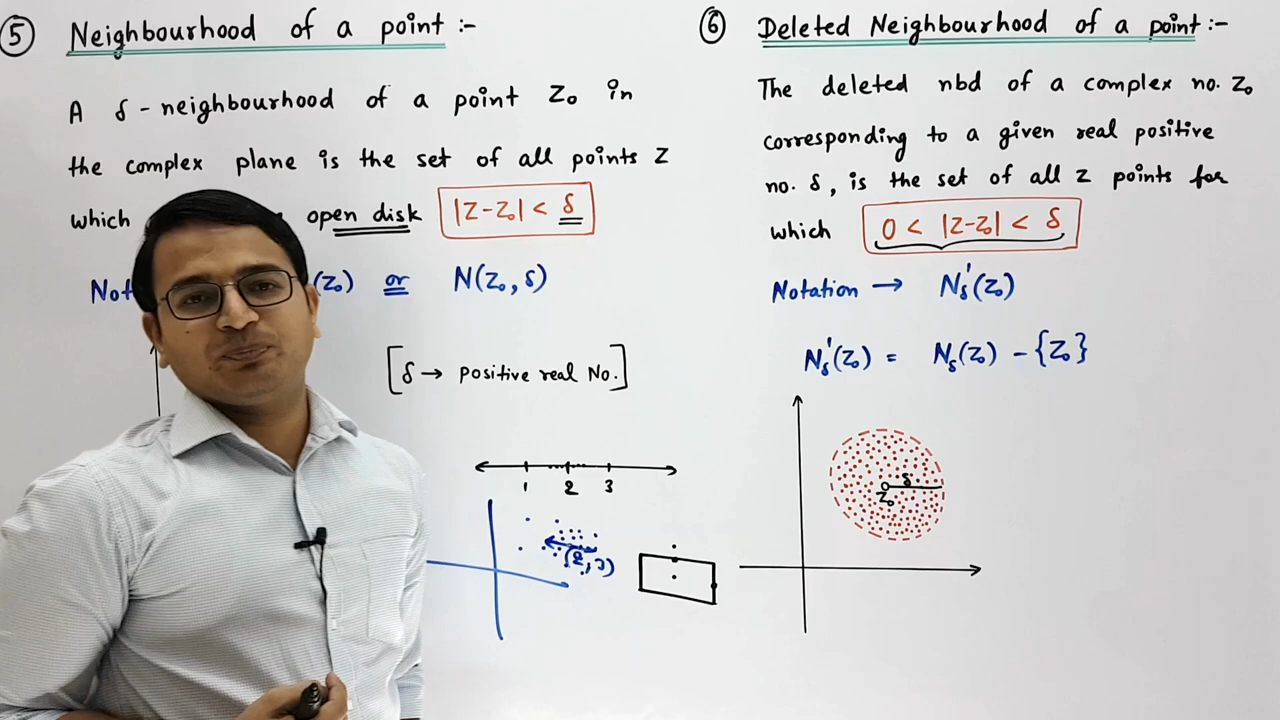 ⑤ Neighbourhood of a point :-
A δ-neighbourhood of a point Z₀ in
the complex plane is the set of all points Z
which open disk |Z-Z₀| < δ
Not (Z₀) or N(Z₀, δ)
[δ → positive real No.]
1 2 3
(2, 3)
⑥ Deleted Neighbourhood of a point :-
The deleted nbd of a complex no. Z₀
corresponding to a given real positive
no. δ, is the set of all Z points for
which 0 < |Z-Z₀| < δ
Notation → N'δ(Z₀)
N'δ(Z₀) = Nδ(Z₀) - {Z₀}
δ
Z₀